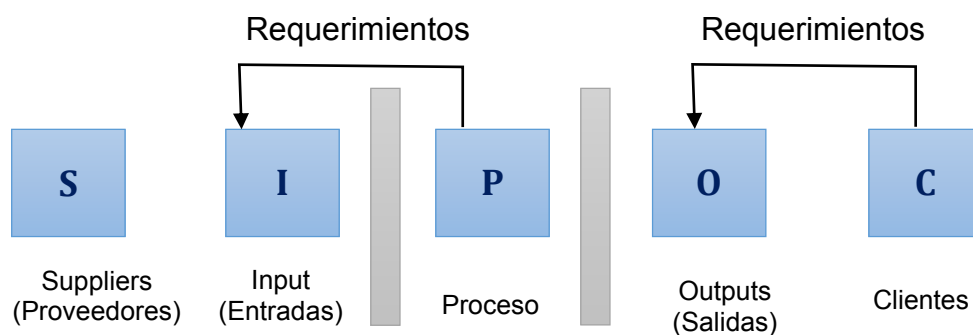 Requerimientos
Requerimientos
S
I
P
O
C
Suppliers
(Proveedores)
Input
(Entradas)
Proceso
Outputs
(Salidas)
Clientes